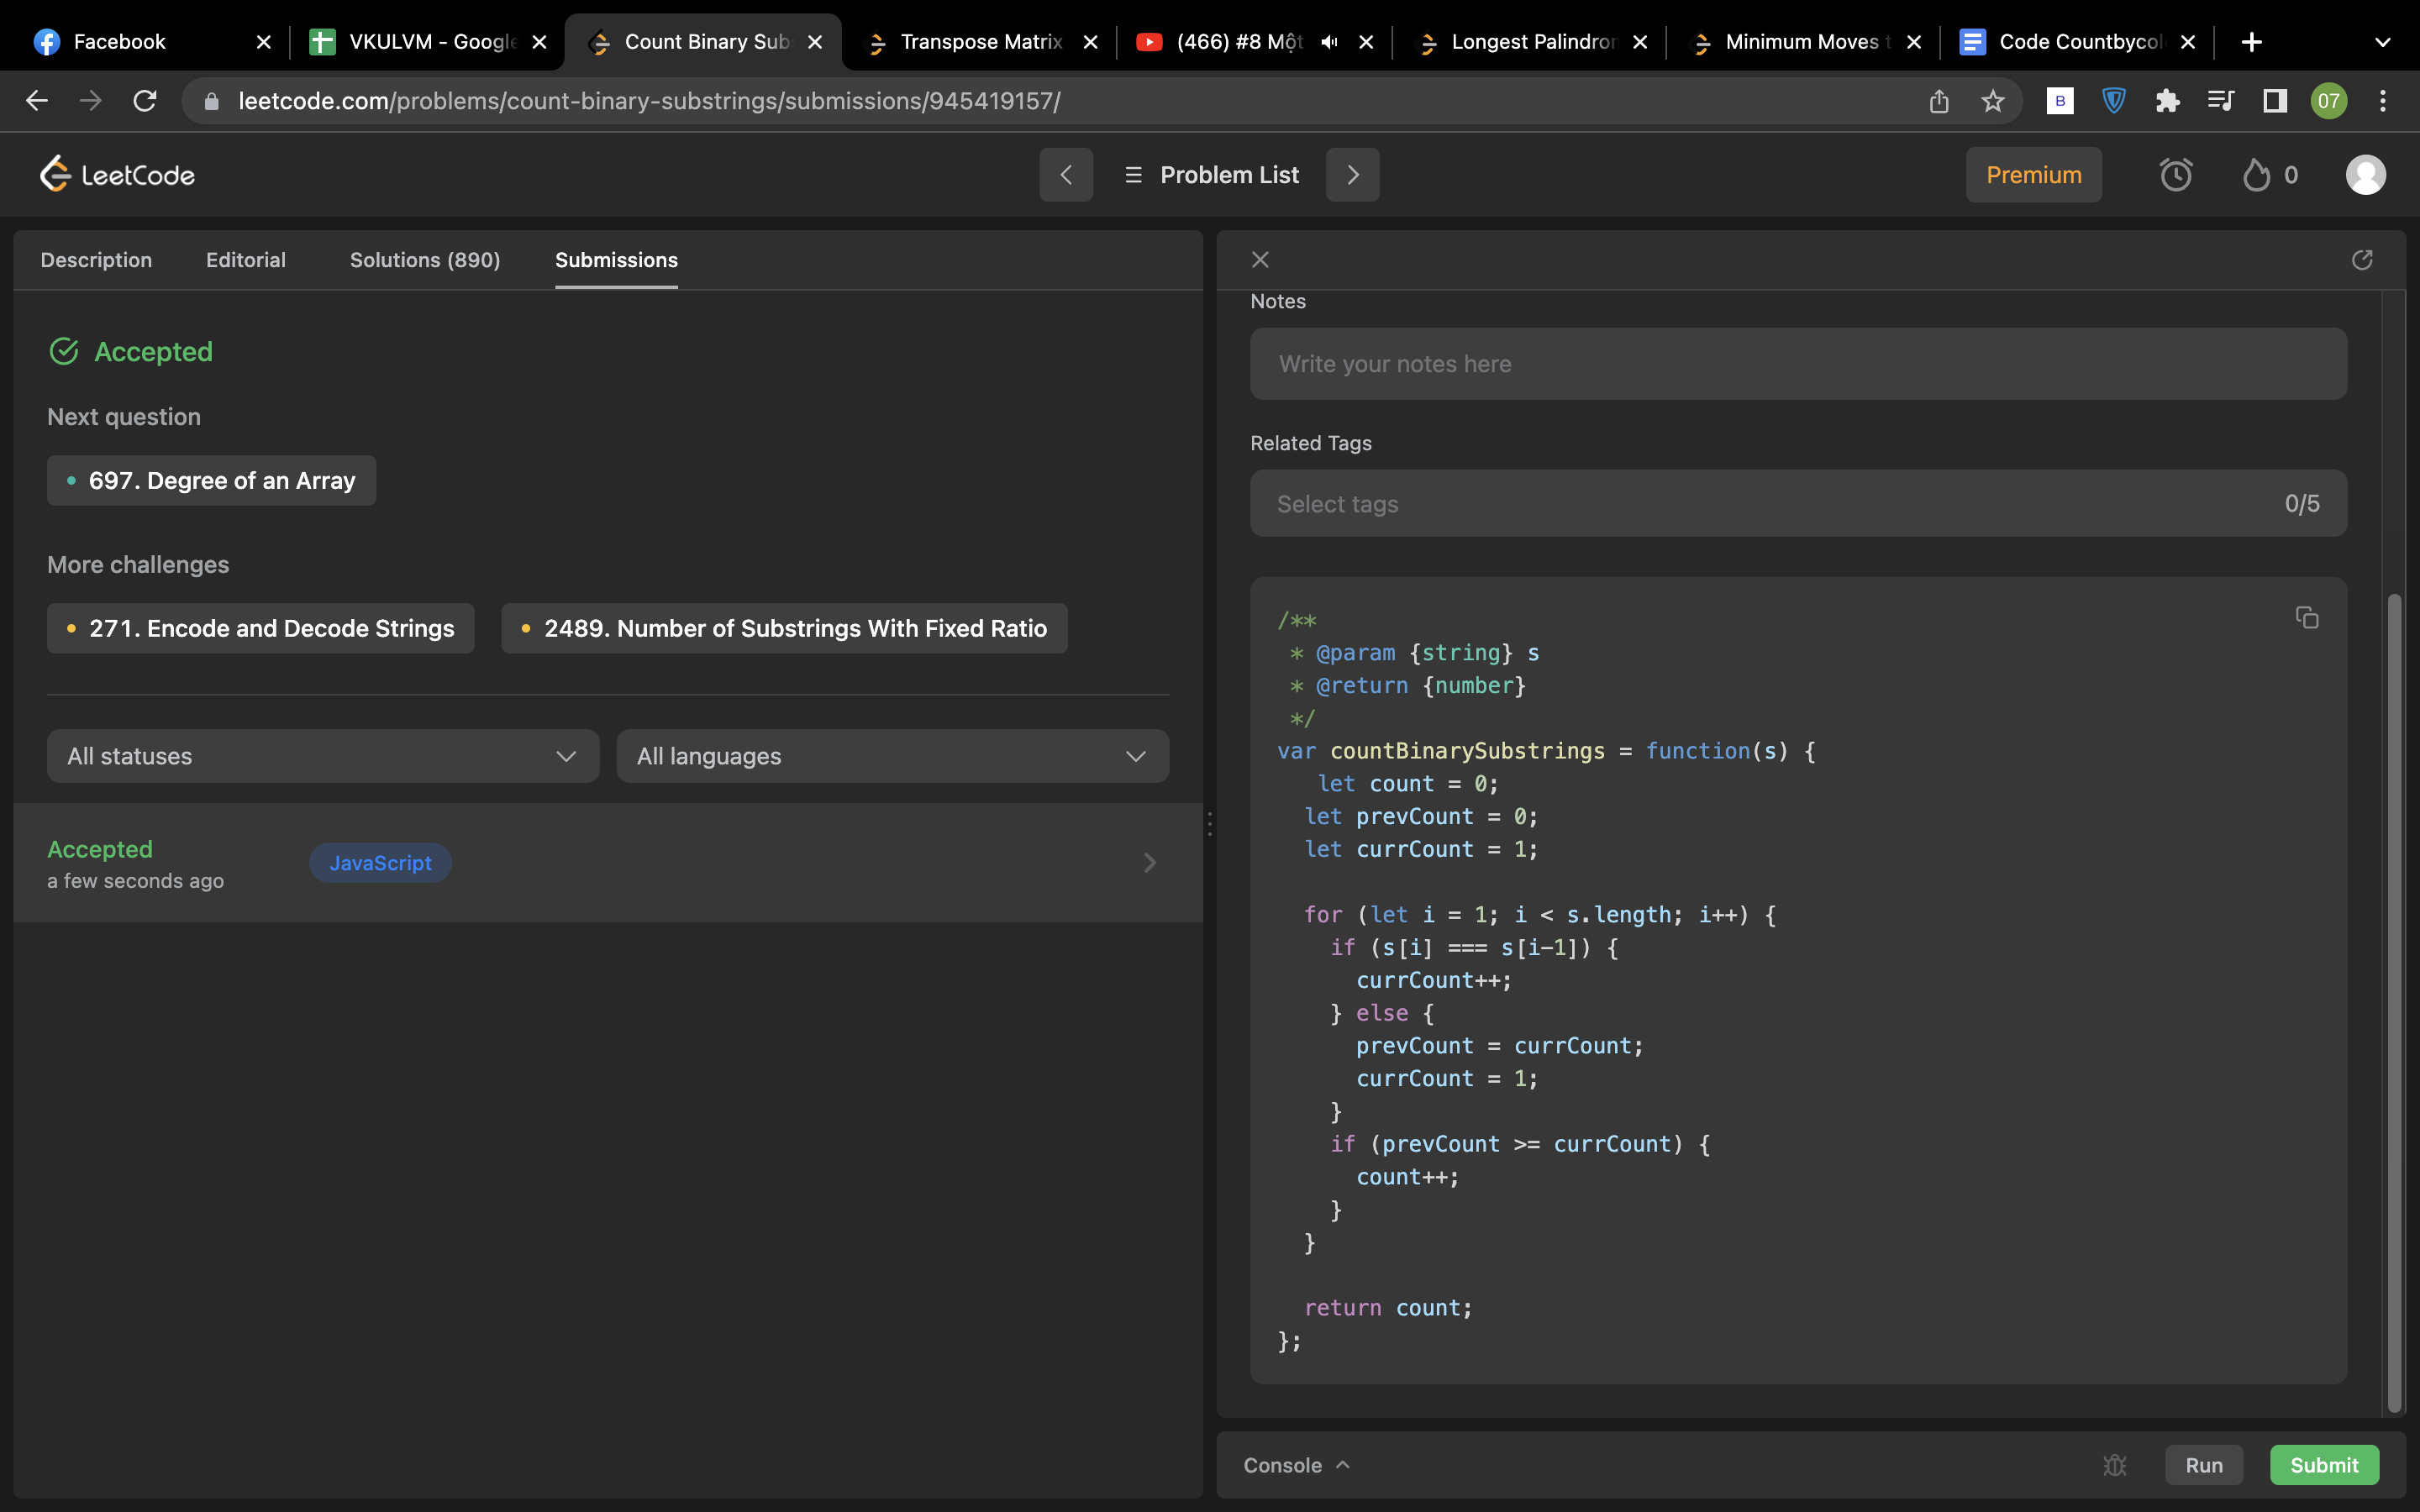 Facebook
VKULVM - Google
Count Binary Sub
Transpose Matrix
(466) #8 Một
Longest Palindrom
Minimum Moves t
Code Countbycol
leetcode.com/problems/count-binary-substrings/submissions/945419157/
B
07
LeetCode
Problem List
Premium
0
Description
Editorial
Solutions (890)
Submissions
Accepted
Next question
697. Degree of an Array
More challenges
271. Encode and Decode Strings
2489. Number of Substrings With Fixed Ratio
All statuses
All languages
Accepted
a few seconds ago
JavaScript
Notes
Write your notes here
Related Tags
Select tags
0/5
/**
 * @param {string} s
 * @return {number}
 */
var countBinarySubstrings = function(s) {
   let count = 0;
  let prevCount = 0;
  let currCount = 1;
  for (let i = 1; i < s.length; i++) {
    if (s[i] === s[i-1]) {
      currCount++;
    } else {
      prevCount = currCount;
      currCount = 1;
    }
    if (prevCount >= currCount) {
      count++;
    }
  }
  return count;
};
Console
Run
Submit